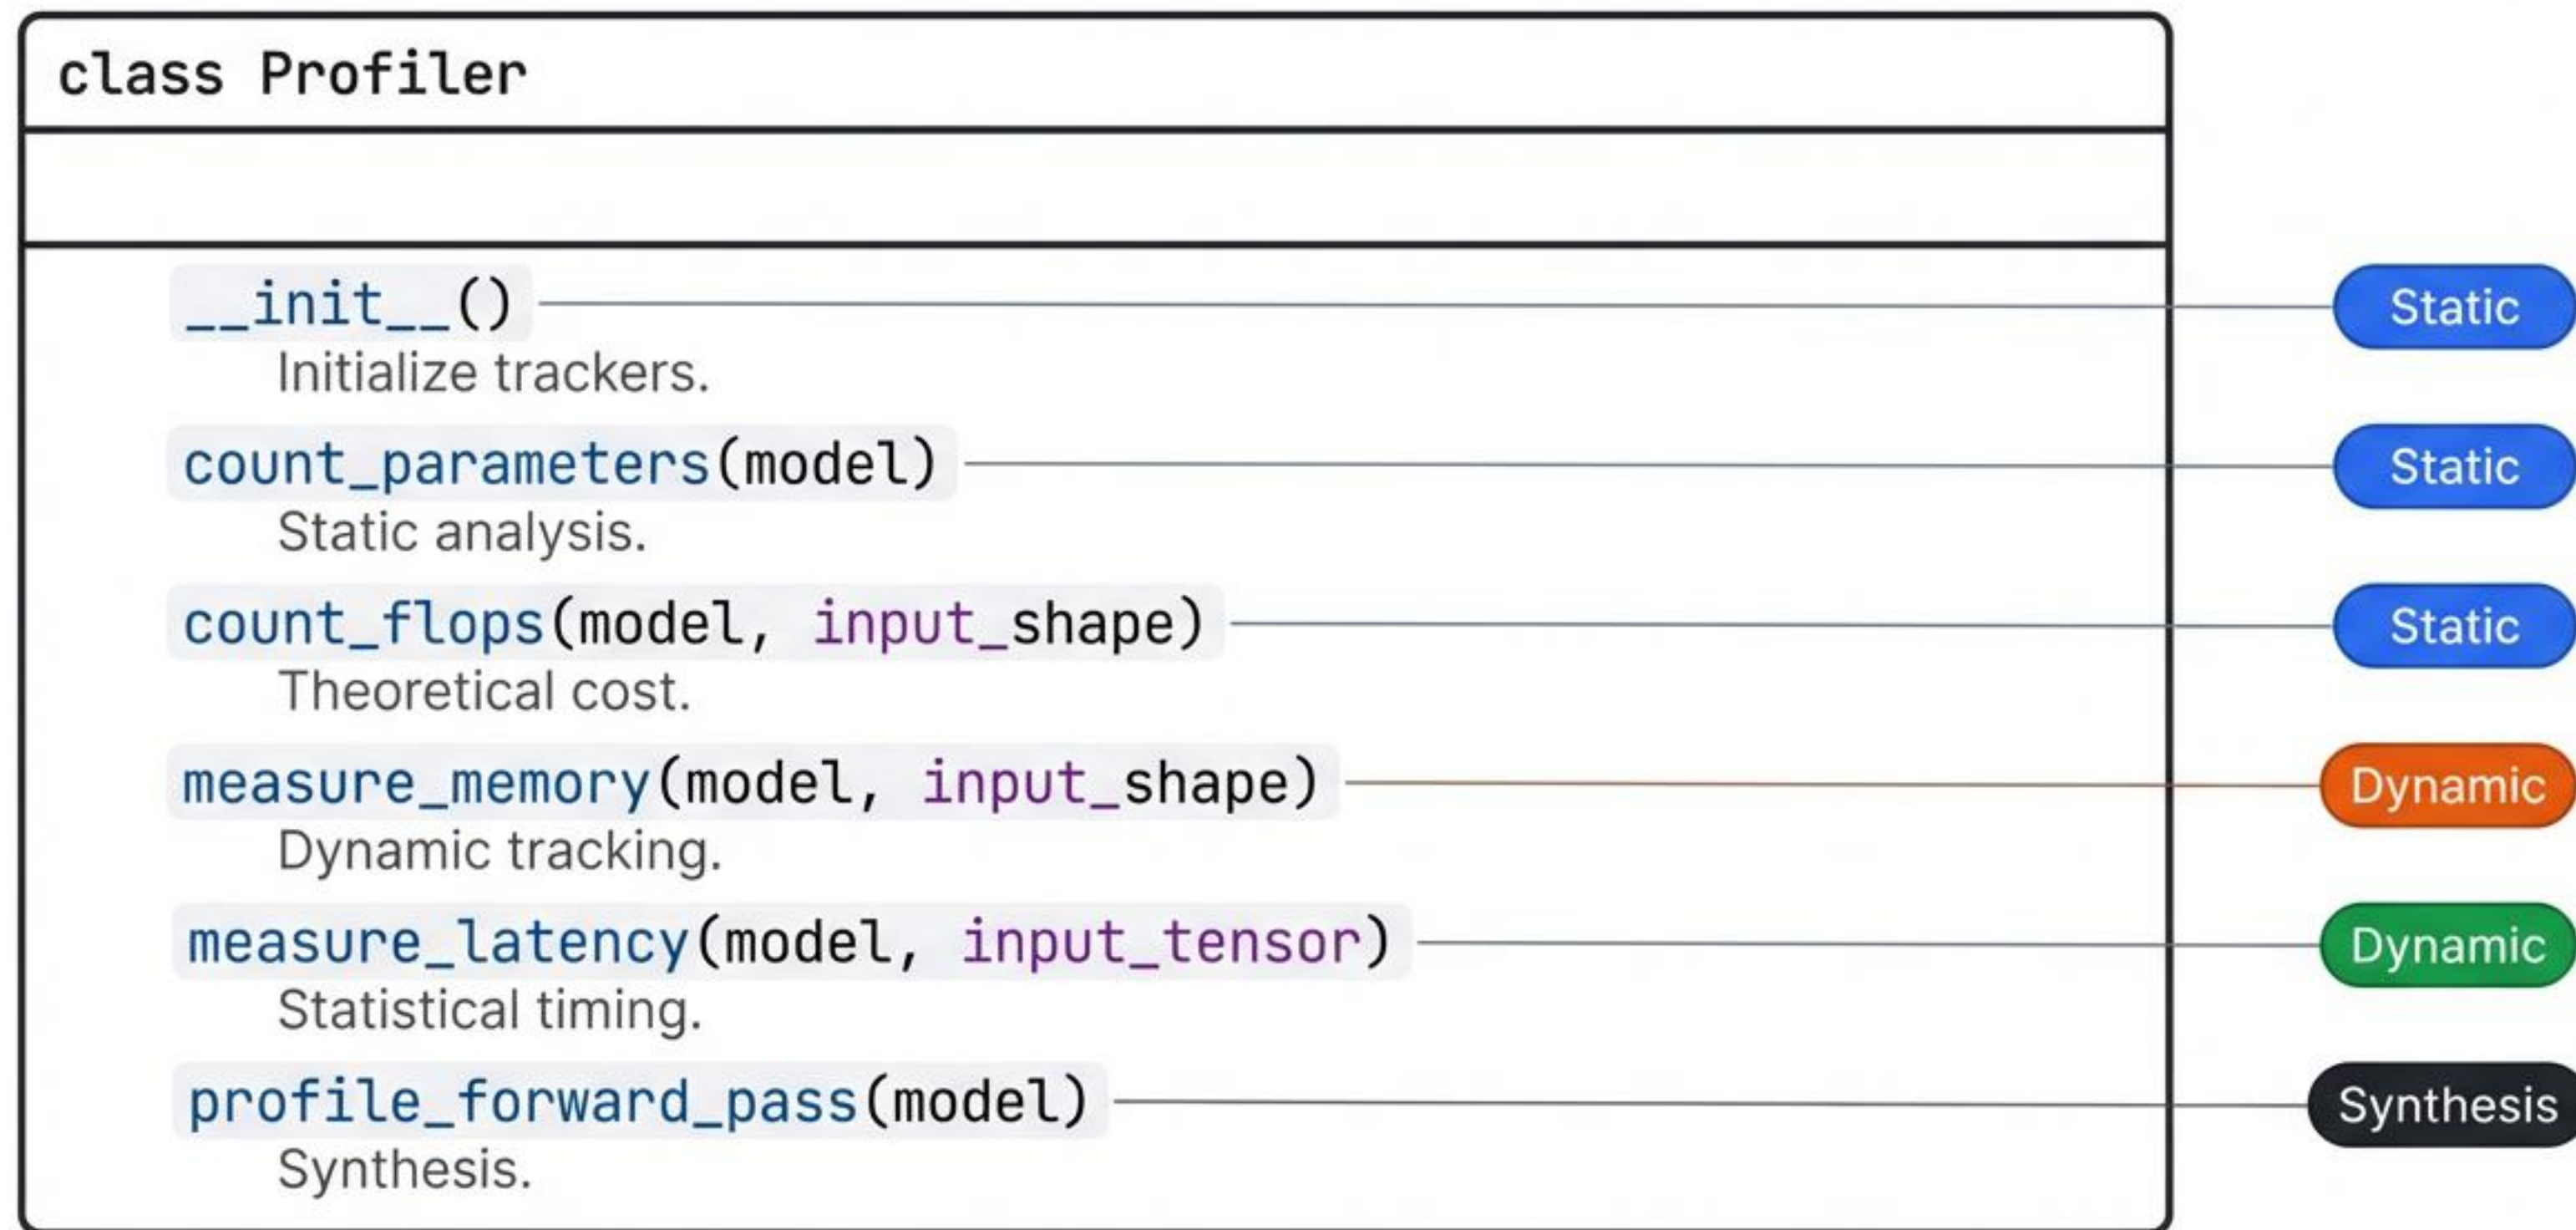 class Profiler
__init__() Static
Initialize trackers.
count_parameters(model) Static
Static analysis.
count_flops(model, input_shape) Static
Theoretical cost.
measure_memory(model, input_shape) Dynamic
Dynamic tracking.
measure_latency(model, input_tensor) Dynamic
Statistical timing.
profile_forward_pass(model) Synthesis
Synthesis.